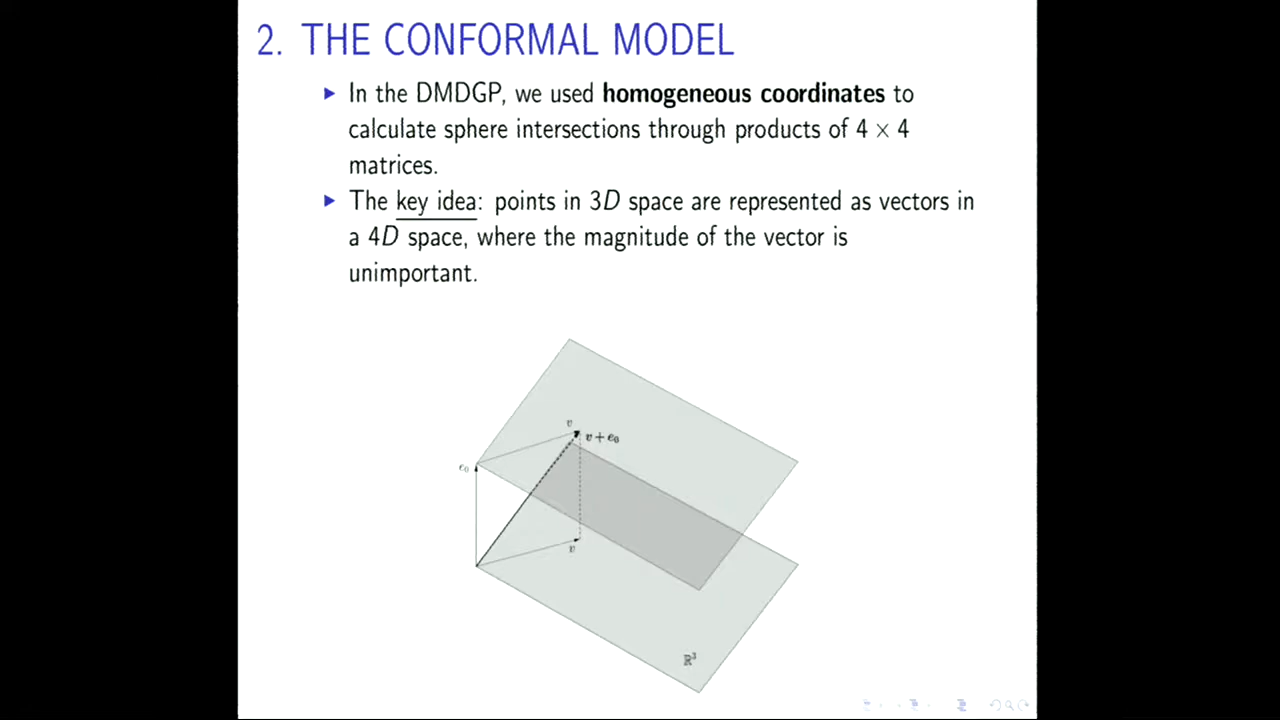 2. THE CONFORMAL MODEL
In the DMDGP, we used homogeneous coordinates to
calculate sphere intersections through products of 4 × 4
matrices.
The key idea: points in 3D space are represented as vectors in
a 4D space, where the magnitude of the vector is
unimportant.
v
v + e₀
e₀
v
ℝ³